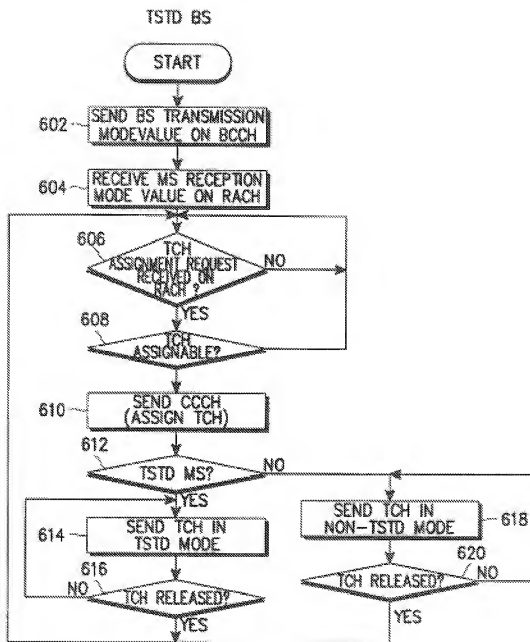 TSTD BS
START
602
SEND BS TRANSMISSION
MODEVALUE ON BCCH
604
RECEIVE MS RECEPTION
MODE VALUE ON RACH
606
TCH
ASSIGNMENT REQUEST
RECEIVED ON
RACH ?
NO
YES
608
TCH
ASSIGNABLE?
610
SEND CCCH
(ASSIGN TCH)
612
TSTD MS?
NO
YES
614
SEND TCH IN
TSTD MODE
SEND TCH IN
NON-TSTD MODE
618
616
NO
TCH RELEASED?
YES
620
TCH RELEASED?
NO
YES